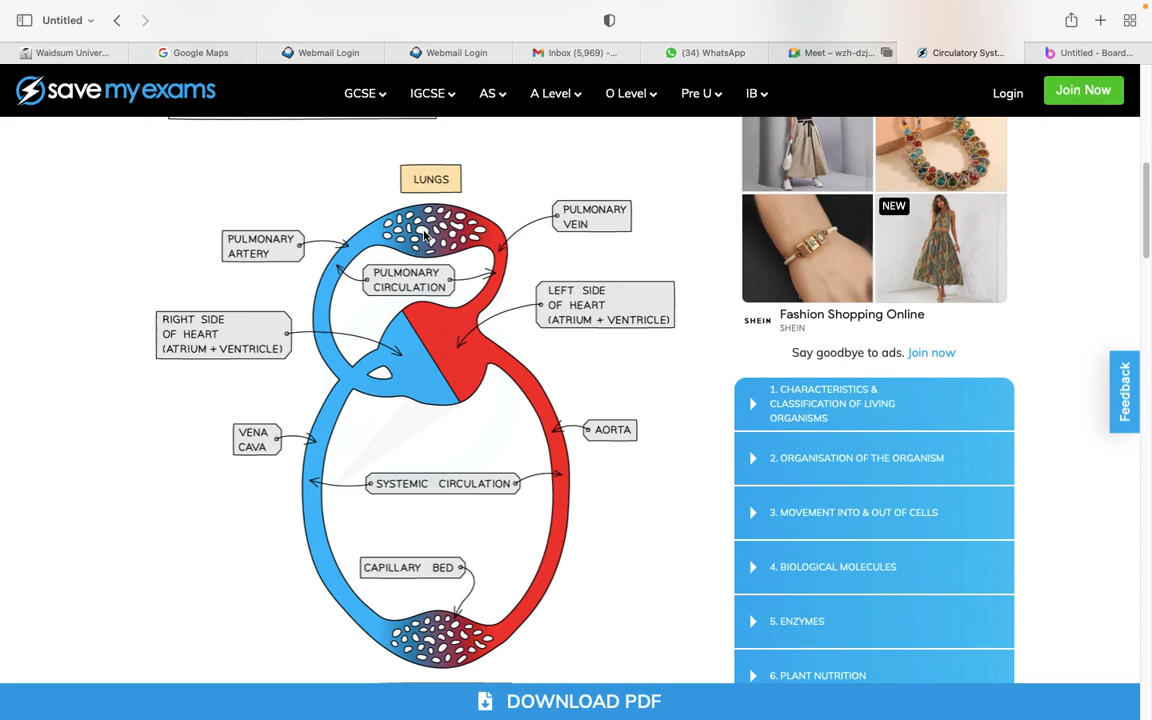 Untitled
Waidsum Univer...
Google Maps
Webmail Login
Webmail Login
Inbox (5,969) –...
(34) WhatsApp
Meet – wzh-dzj...
Circulatory Syst...
Untitled - Board...
save my exams
GCSE
IGCSE
AS
A Level
O Level
Pre U
IB
Login
Join Now
LUNGS
PULMONARY
VEIN
PULMONARY
ARTERY
PULMONARY
CIRCULATION
LEFT SIDE
OF HEART
(ATRIUM + VENTRICLE)
RIGHT SIDE
OF HEART
(ATRIUM + VENTRICLE)
VENA
CAVA
AORTA
SYSTEMIC CIRCULATION
CAPILLARY BED
NEW
SHEIN
Fashion Shopping Online
SHEIN
Say goodbye to ads. Join now
1. CHARACTERISTICS &
CLASSIFICATION OF LIVING
ORGANISMS
2. ORGANISATION OF THE ORGANISM
3. MOVEMENT INTO & OUT OF CELLS
4. BIOLOGICAL MOLECULES
5. ENZYMES
6. PLANT NUTRITION
Feedback
DOWNLOAD PDF